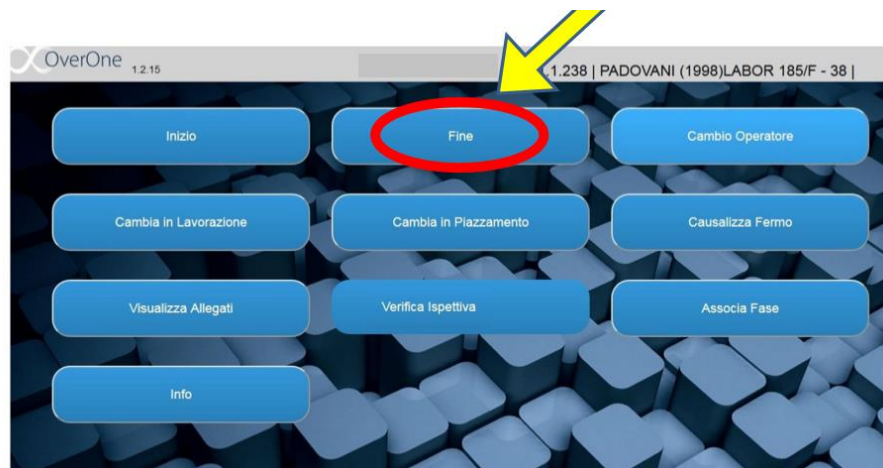 OverOne 1.2.15
.1.238 | PADOVANI (1998)LABOR 185/F - 38 |
Inizio
Fine
Cambio Operatore
Cambia in Lavorazione
Cambia in Piazzamento
Causalizza Fermo
Visualizza Allegati
Verifica Ispettiva
Associa Fase
Info